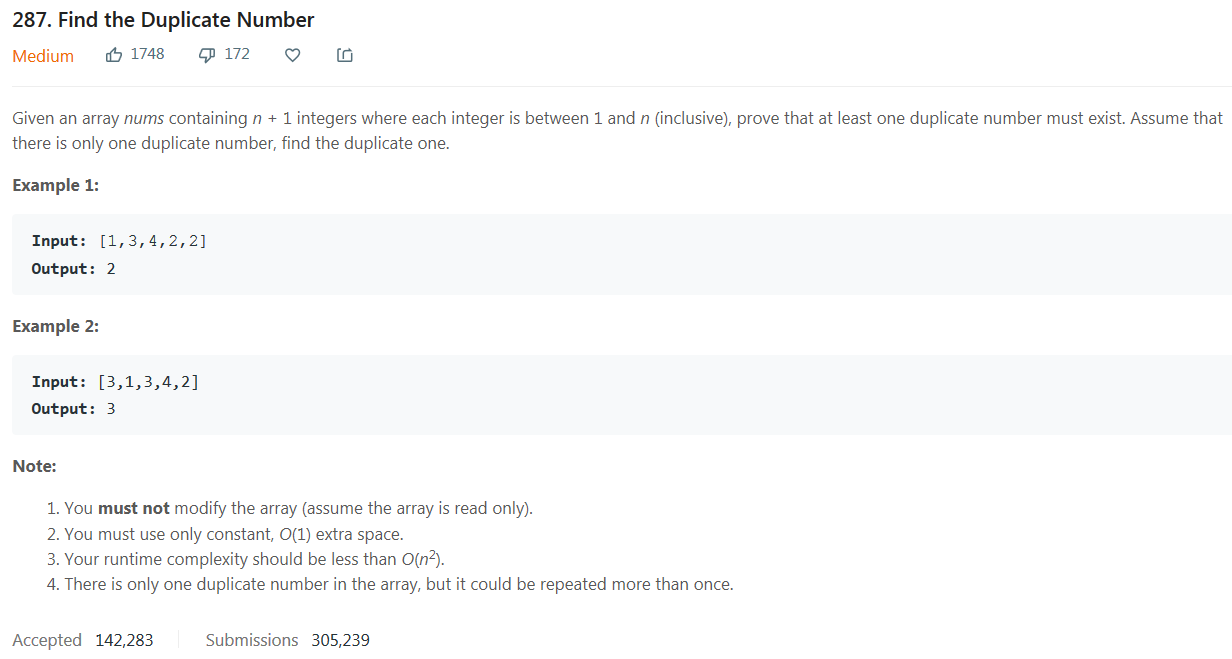 287. Find the Duplicate Number
Medium 1748 172
Given an array nums containing n + 1 integers where each integer is between 1 and n (inclusive), prove that at least one duplicate number must exist. Assume that
there is only one duplicate number, find the duplicate one.
Example 1:
Input: [1,3,4,2,2]
Output: 2
Example 2:
Input: [3,1,3,4,2]
Output: 3
Note:
1. You must not modify the array (assume the array is read only).
2. You must use only constant, O(1) extra space.
3. Your runtime complexity should be less than O(n²).
4. There is only one duplicate number in the array, but it could be repeated more than once.
Accepted 142,283 Submissions 305,239